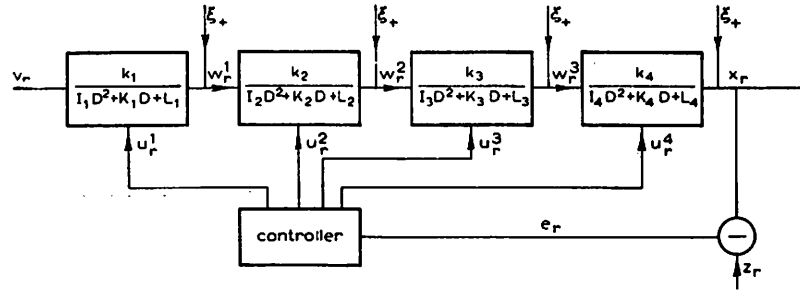 ξ₊ ξ₊ ξ₊ ξ₊
vᵣ k₁ wᵣ¹ k₂ wᵣ² k₃ wᵣ³ k₄ xᵣ
I₁D²+K₁D+L₁ I₂D²+K₂D+L₂ I₃D²+K₃D+L₃ I₄D²+K₄D+L₄
uᵣ¹ uᵣ² uᵣ³ uᵣ⁴
controller eᵣ −
zᵣ